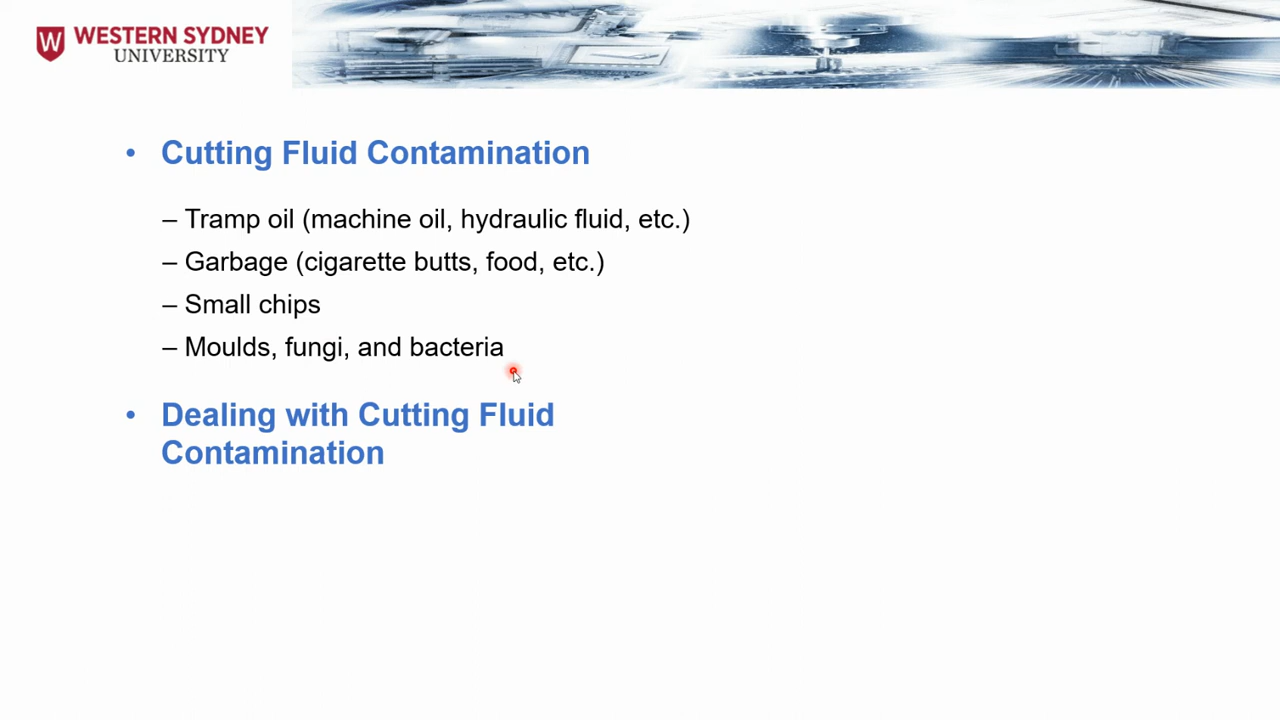 W WESTERN SYDNEY
UNIVERSITY
• Cutting Fluid Contamination
– Tramp oil (machine oil, hydraulic fluid, etc.)
– Garbage (cigarette butts, food, etc.)
– Small chips
– Moulds, fungi, and bacteria
• Dealing with Cutting Fluid
Contamination